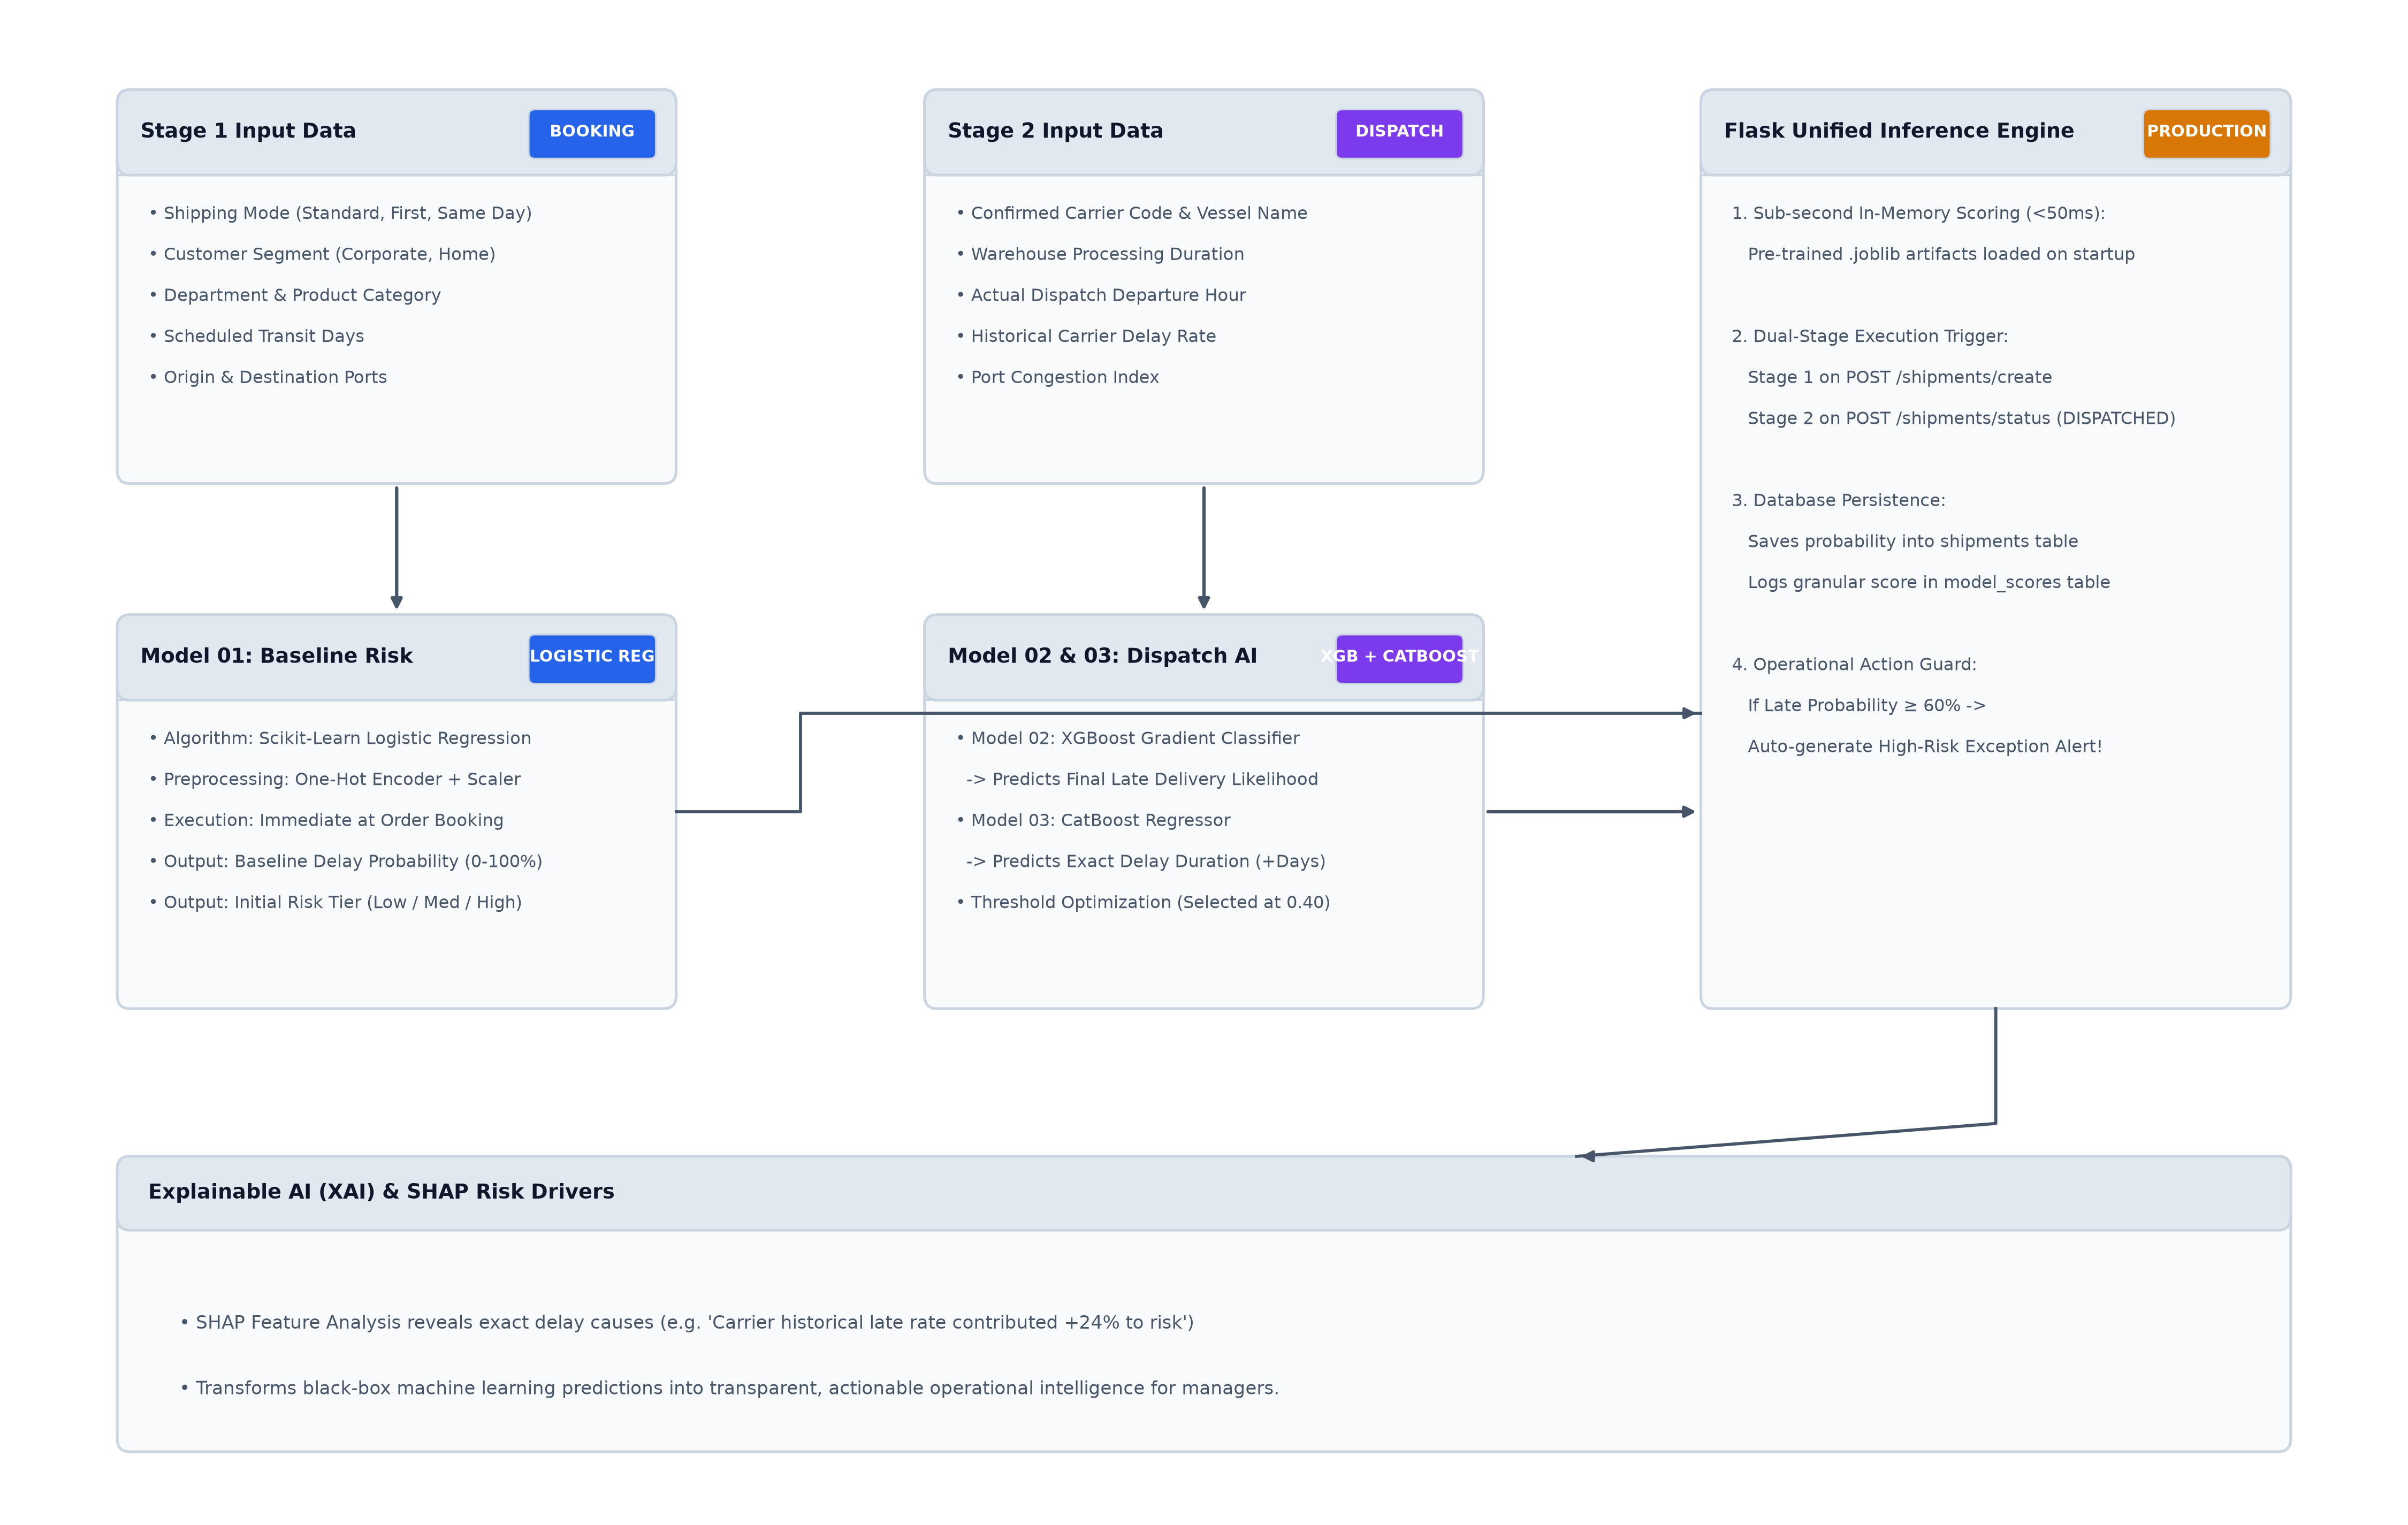 Stage 1 Input Data
BOOKING
• Shipping Mode (Standard, First, Same Day)
• Customer Segment (Corporate, Home)
• Department & Product Category
• Scheduled Transit Days
• Origin & Destination Ports
Stage 2 Input Data
DISPATCH
• Confirmed Carrier Code & Vessel Name
• Warehouse Processing Duration
• Actual Dispatch Departure Hour
• Historical Carrier Delay Rate
• Port Congestion Index
Flask Unified Inference Engine
PRODUCTION
1. Sub-second In-Memory Scoring (<50ms):
Pre-trained .joblib artifacts loaded on startup
2. Dual-Stage Execution Trigger:
Stage 1 on POST /shipments/create
Stage 2 on POST /shipments/status (DISPATCHED)
3. Database Persistence:
Saves probability into shipments table
Logs granular score in model_scores table
4. Operational Action Guard:
If Late Probability ≥ 60% ->
Auto-generate High-Risk Exception Alert!
Model 01: Baseline Risk
LOGISTIC REG
• Algorithm: Scikit-Learn Logistic Regression
• Preprocessing: One-Hot Encoder + Scaler
• Execution: Immediate at Order Booking
• Output: Baseline Delay Probability (0-100%)
• Output: Initial Risk Tier (Low / Med / High)
Model 02 & 03: Dispatch AI
XGB + CATBOOST
• Model 02: XGBoost Gradient Classifier
-> Predicts Final Late Delivery Likelihood
• Model 03: CatBoost Regressor
-> Predicts Exact Delay Duration (+Days)
• Threshold Optimization (Selected at 0.40)
Explainable AI (XAI) & SHAP Risk Drivers
• SHAP Feature Analysis reveals exact delay causes (e.g. 'Carrier historical late rate contributed +24% to risk')
• Transforms black-box machine learning predictions into transparent, actionable operational intelligence for managers.